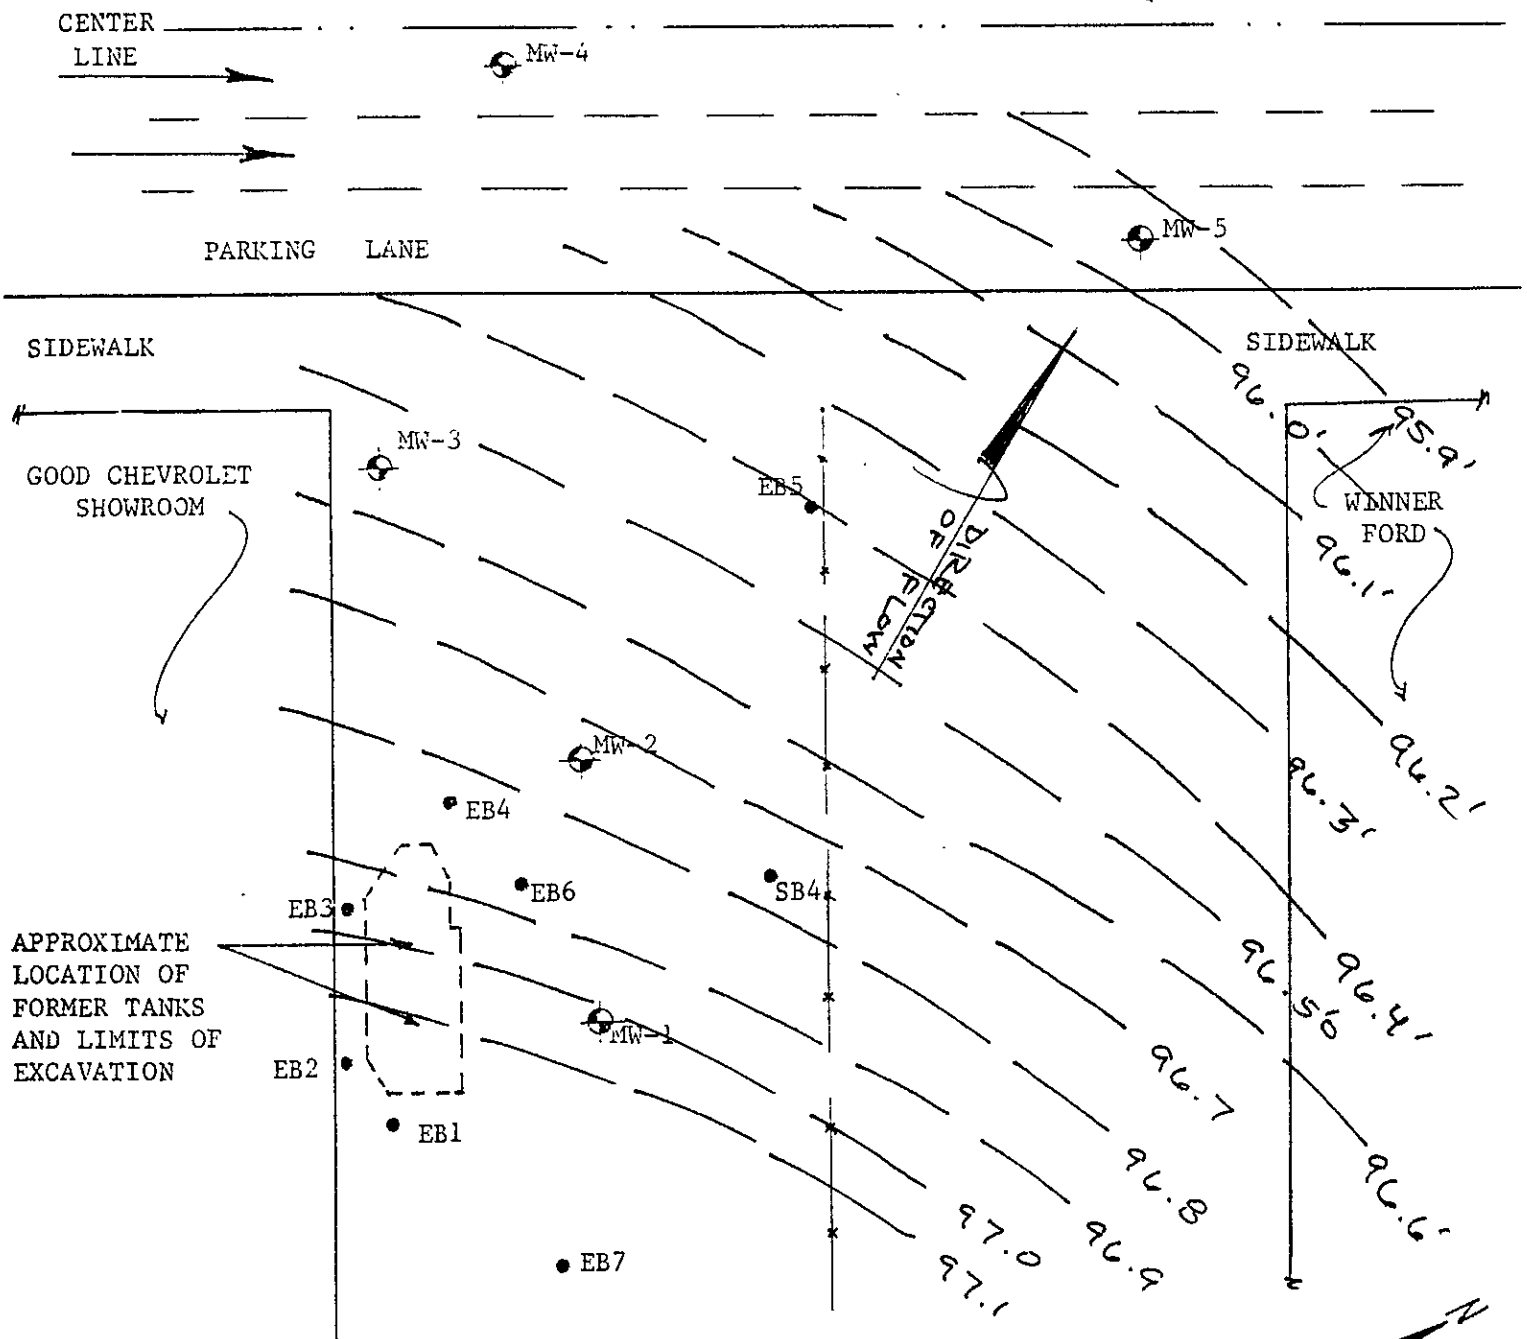 CENTER
LINE
MW-4
MW-5
PARKING LANE
SIDEWALK
SIDEWALK
96.0'
95.9'
MW-3
GOOD CHEVROLET
SHOWROOM
EB5
WINNER
FORD
DIRECTION
OF
FLOW
96.1'
96.2'
96.3'
MW-2
EB4
EB6
SB4
EB3
APPROXIMATE
LOCATION OF
FORMER TANKS
AND LIMITS OF
EXCAVATION
96.4'
96.50
MW-1
EB2
96.7
EB1
96.8
96.6'
97.0
96.9
EB7
97.1
N